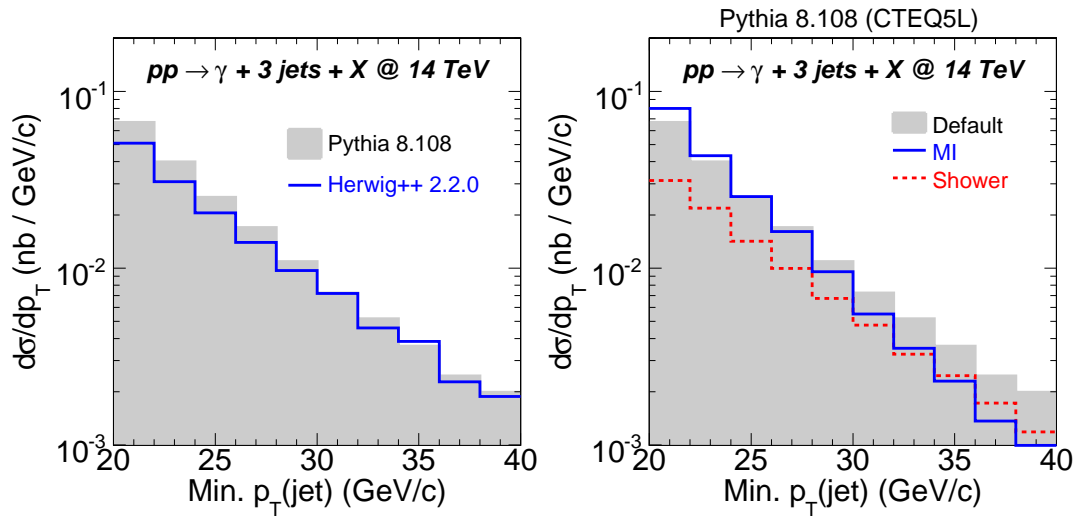 pp → γ + 3 jets + X @ 14 TeV
Pythia 8.108
Herwig++ 2.2.0
dσ/dp_T (nb / GeV/c)
10^-1
10^-2
10^-3
20 25 30 35 40
Min. p_T(jet) (GeV/c)
Pythia 8.108 (CTEQ5L)
pp → γ + 3 jets + X @ 14 TeV
Default
MI
Shower
dσ/dp_T (nb / GeV/c)
10^-1
10^-2
10^-3
20 25 30 35 40
Min. p_T(jet) (GeV/c)